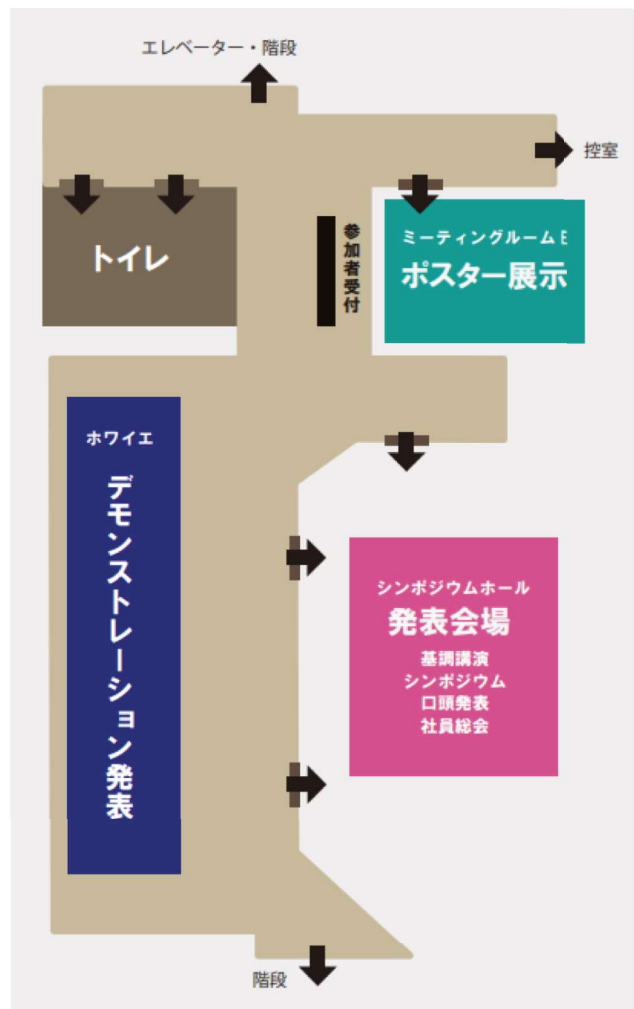 エレベーター・階段
控室
トイレ
参加者受付
ミーティングルームE
ポスター展示
ホワイエ
デモンストレーション発表
シンポジウムホール
発表会場
基調講演
シンポジウム
口頭発表
社員総会
階段